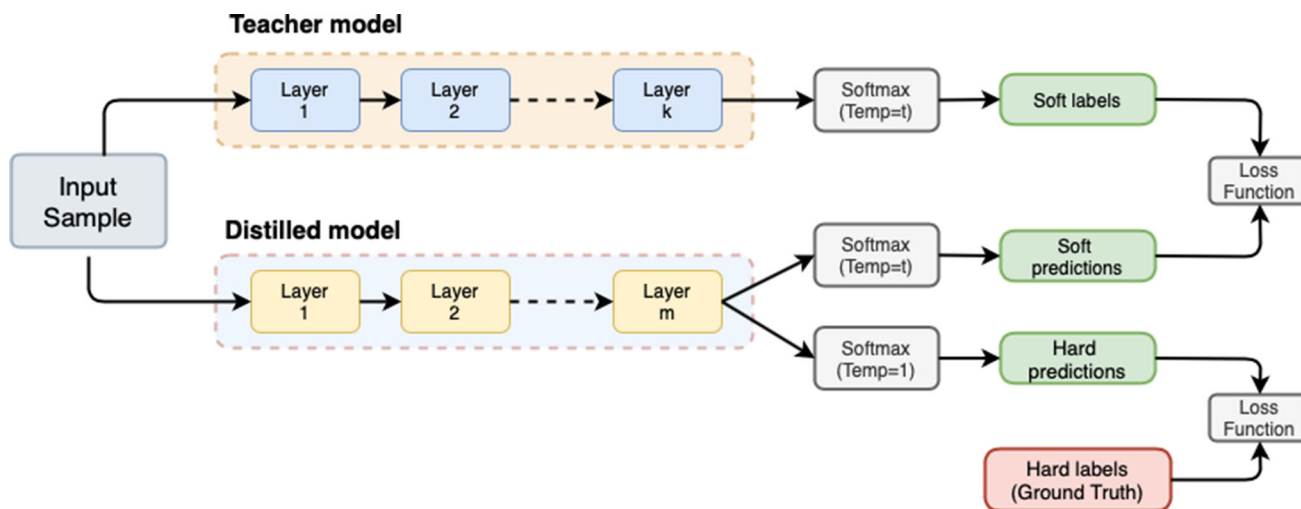 Teacher model
Layer
1
Layer
2
Layer
k
Softmax
(Temp=t)
Soft labels
Loss
Function
Input
Sample
Distilled model
Layer
1
Layer
2
Layer
m
Softmax
(Temp=t)
Soft
predictions
Softmax
(Temp=1)
Hard
predictions
Loss
Function
Hard labels
(Ground Truth)